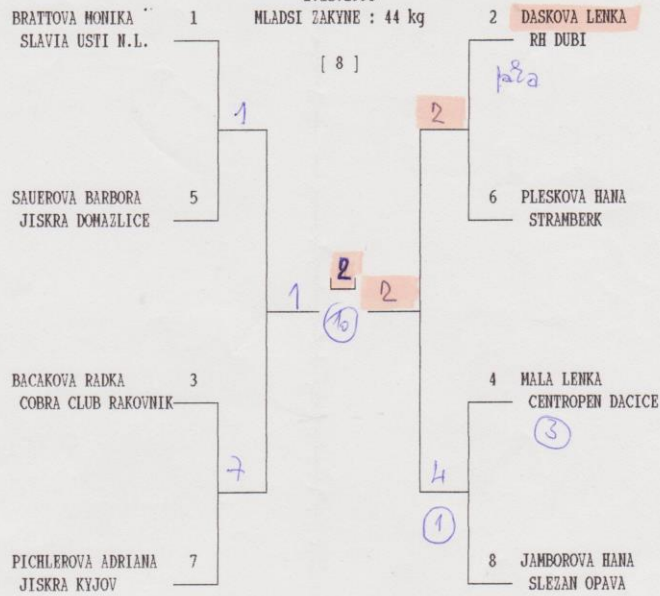 MLADSI ZAKYNE : 44 kg
[ 8 ]
BRATTOVA MONIKA 1
SLAVIA USTI N.L.
2 DASKOVA LENKA
RH DUBI
1
2
SAUEROVA BARBORA 5
JISKRA DOMAZLICE
6 PLESKOVA HANA
STRAMBERK
2
1
2
10
BACAKOVA RADKA 3
COBRA CLUB RAKOVNIK
4 MALA LENKA
CENTROPEN DACICE
3
7
4
1
PICHLEROVA ADRIANA 7
JISKRA KYJOV
8 JAMBOROVA HANA
SLEZAN OPAVA